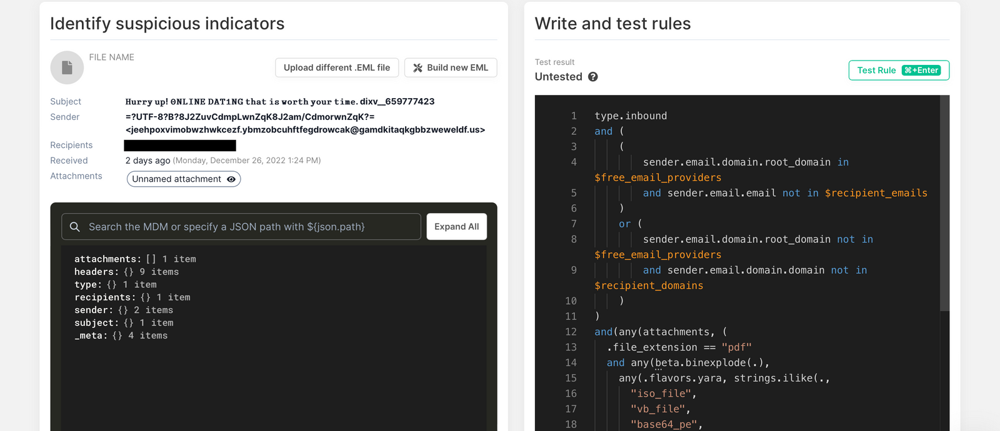 Identify suspicious indicators
FILE NAME
Upload different .EML file
Build new EML
Subject
𝐇𝐮𝐫𝐫𝐲 𝐮𝐩! 𝟶𝐍𝐋𝐈𝐍𝐄 𝐃𝐀𝐓𝟏𝐍𝐆 𝐭𝐡𝐚𝐭 𝐢𝐬 𝐰𝐨𝐫𝐭𝐡 𝐲𝐨𝐮𝐫 𝐭𝐢𝐦𝐞. dixv__659777423
Sender
=?UTF-8?B?8J2ZuvCdmpLwnZqK8J2am/CdmorwnZqK?=
<jeehpoxvimobwzhwkcezf.ybmzobcuhftfegdrowcak@gamdkitaqkgbbzweweldf.us>
Recipients
Received
2 days ago (Monday, December 26, 2022 1:24 PM)
Attachments
Unnamed attachment
Search the MDM or specify a JSON path with ${json.path}
Expand All
attachments: [] 1 item
headers: {} 9 items
type: {} 1 item
recipients: {} 1 item
sender: {} 2 items
subject: {} 1 item
_meta: {} 4 items
Write and test rules
Test result
Untested ?
Test Rule ⌘+Enter
1 type.inbound
2 and (
3 (
4 sender.email.domain.root_domain in
$free_email_providers
5 and sender.email.email not in $recipient_emails
6 )
7 or (
8 sender.email.domain.root_domain not in
$free_email_providers
9 and sender.email.domain.domain not in
$recipient_domains
10 )
11 )
12 and(any(attachments, (
13 .file_extension == "pdf"
14 and any(beta.binexplode(.),
15 any(.flavors.yara, strings.ilike(.,
16 "iso_file",
17 "vb_file",
18 "base64_pe",